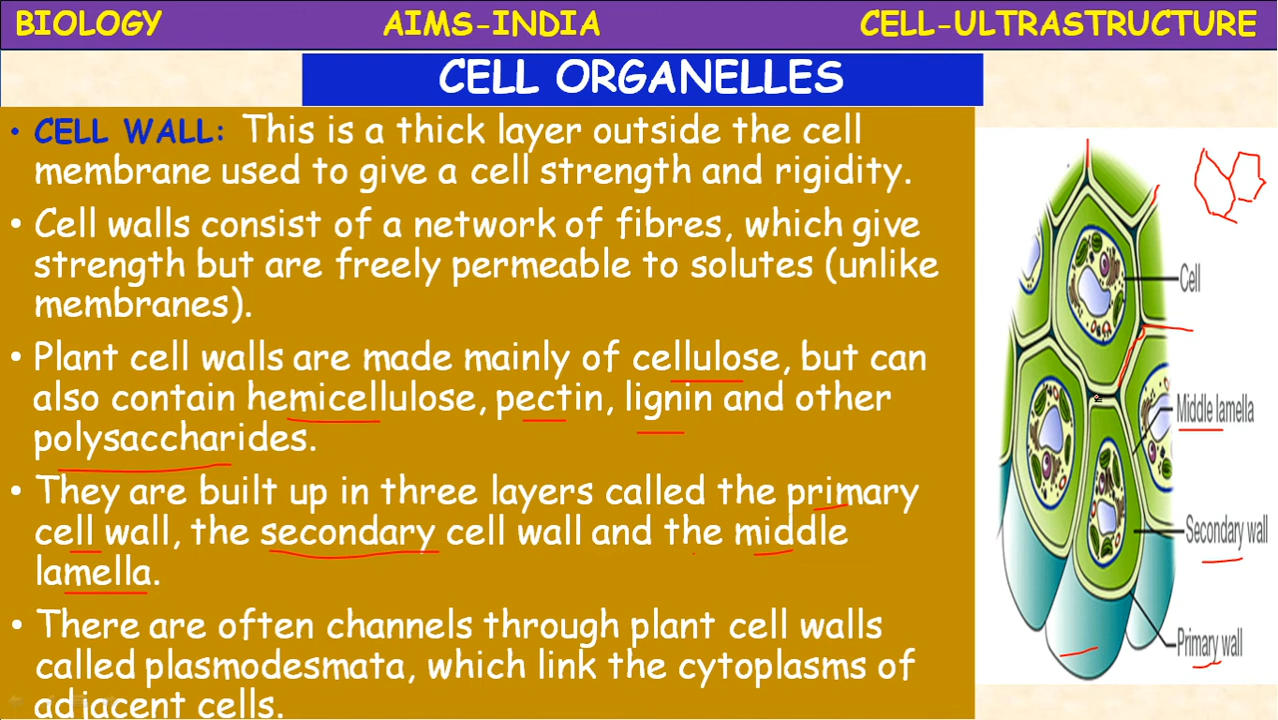 BIOLOGY AIMS-INDIA CELL-ULTRASTRUCTURE
CELL ORGANELLES
• CELL WALL: This is a thick layer outside the cell
membrane used to give a cell strength and rigidity.
• Cell walls consist of a network of fibres, which give
strength but are freely permeable to solutes (unlike
membranes).
• Plant cell walls are made mainly of cellulose, but can
also contain hemicellulose, pectin, lignin and other
polysaccharides.
• They are built up in three layers called the primary
cell wall, the secondary cell wall and the middle
lamella.
• There are often channels through plant cell walls
called plasmodesmata, which link the cytoplasms of
adjacent cells.
Cell
Middle lamella
Secondary wall
Primary wall